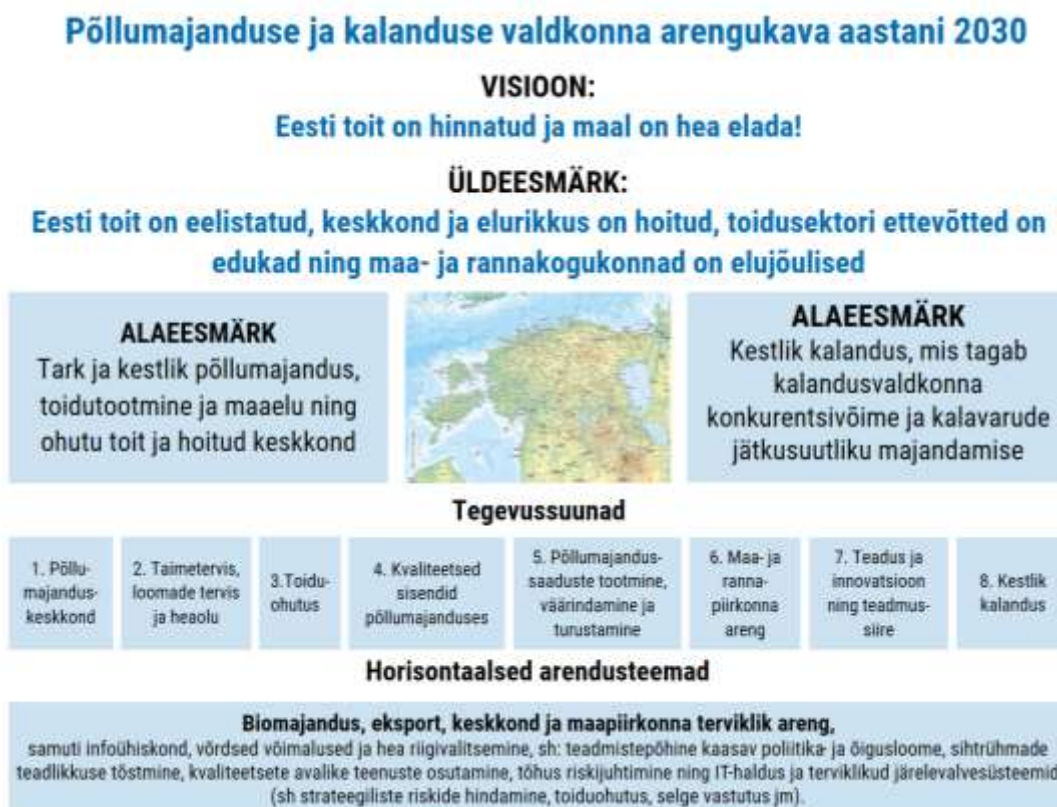 Põllumajanduse ja kalanduse valdkonna arengukava aastani 2030
VISIOON:
Eesti toit on hinnatud ja maal on hea elada!
ÜLDEESMÄRK:
Eesti toit on eelistatud, keskkond ja elurikkus on hoitud, toidusektori ettevõtted on
edukad ning maa- ja rannakogukonnad on elujõulised
ALAEESMÄRK
Tark ja kestlik põllumajandus,
toidutootmine ja maaelu ning
ohutu toit ja hoitud keskkond
ALAEESMÄRK
Kestlik kalandus, mis tagab
kalandusvaldkonna
konkurentsivõime ja kalavarude
jätkusuutliku majandamise
Tegevussuunad
1. Põllu-
majandus-
keskkond
2. Taimetervis,
loomade tervis
ja heaolu
3.Toidu-
ohutus
4. Kvaliteetsed
sisendid
põllumajanduses
5. Põllumajandus-
saaduste tootmine,
väärindamine ja
turustamine
6. Maa- ja
ranna-
piirkonna
areng
7. Teadus ja
innovatsioon
ning teadmus-
siire
8. Kestlik
kalandus
Horisontaalsed arendusteemad
Biomajandus, eksport, keskkond ja maapiirkonna terviklik areng,
samuti infoühiskond, võrdsed võimalused ja hea riigivalitsemine, sh: teadmistepõhine kaasav poliitika- ja õigusloome, sihtrühmade
teadlikkuse tõstmine, kvaliteetsete avalike teenuste osutamine, tõhus riskijuhtimine ning IT-haldus ja terviklikud järelevalvesüsteemid
(sh strateegiliste riskide hindamine, toiduohutus, selge vastutus jm).